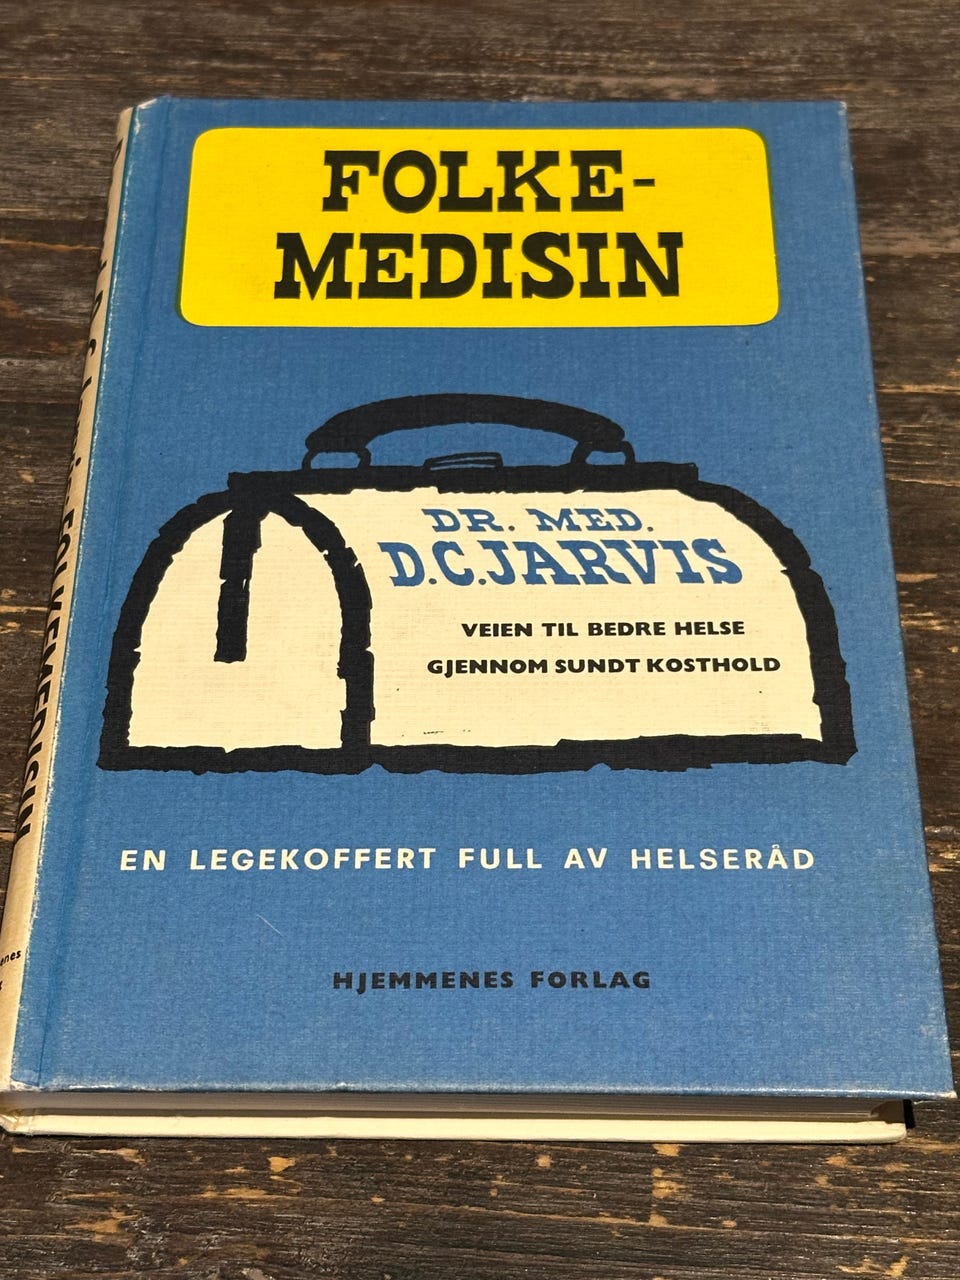 FOLKE-
MEDISIN
DR. MED.
D.C.JARVIS
VEIEN TIL BEDRE HELSE
GJENNOM SUNDT KOSTHOLD
EN LEGEKOFFERT FULL AV HELSERÅD
HJEMMENES FORLAG
Jarvis FOLKEMEDISIN